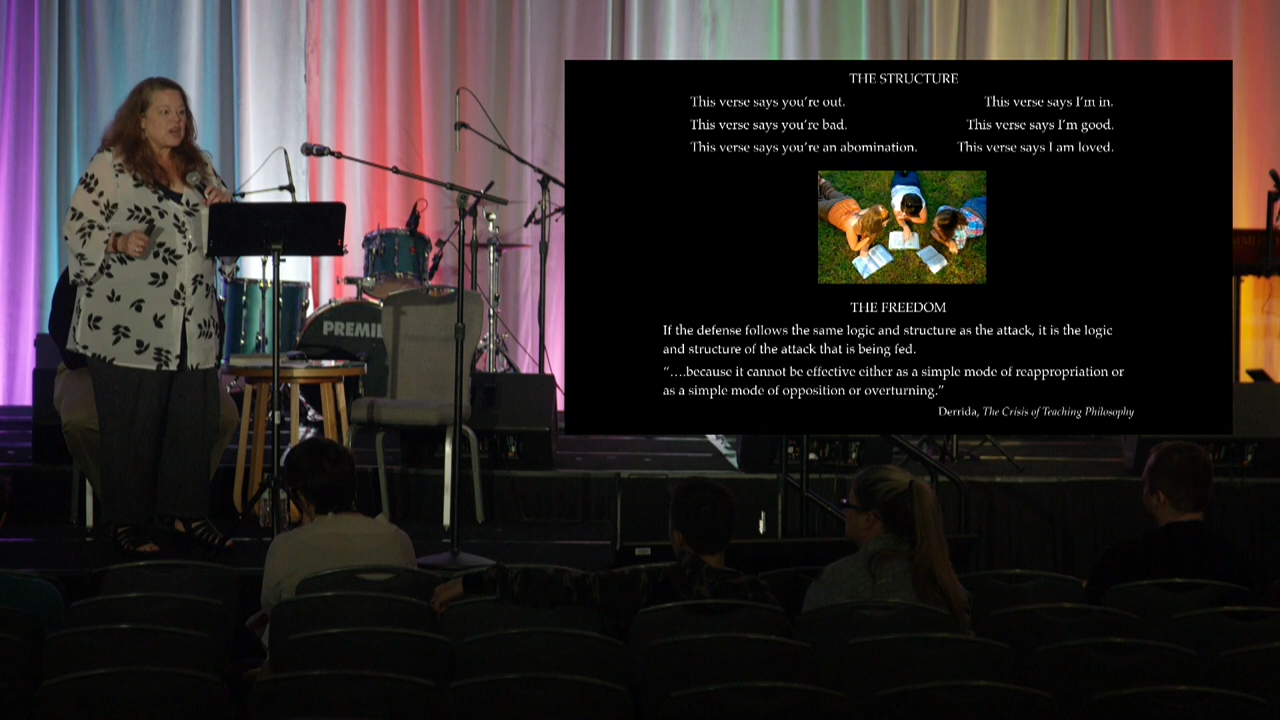 THE STRUCTURE
This verse says you're out. This verse says I'm in.
This verse says you're bad. This verse says I'm good.
This verse says you're an abomination. This verse says I am loved.
THE FREEDOM
If the defense follows the same logic and structure as the attack, it is the logic
and structure of the attack that is being fed.
“….because it cannot be effective either as a simple mode of reappropriation or
as a simple mode of opposition or overturning.”
Derrida, The Crisis of Teaching Philosophy
PREMI